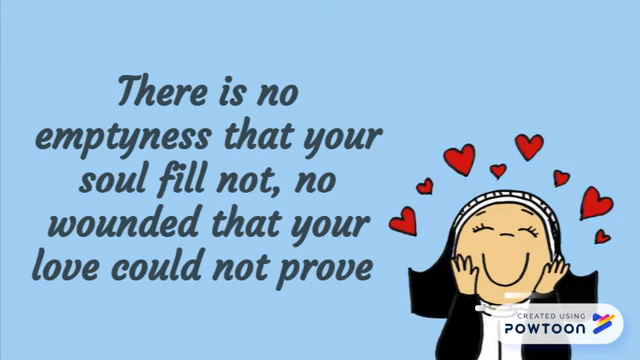 There is no
emptyness that your
soul fill not, no
wounded that your
love could not prove
CREATED USING
POWTOON